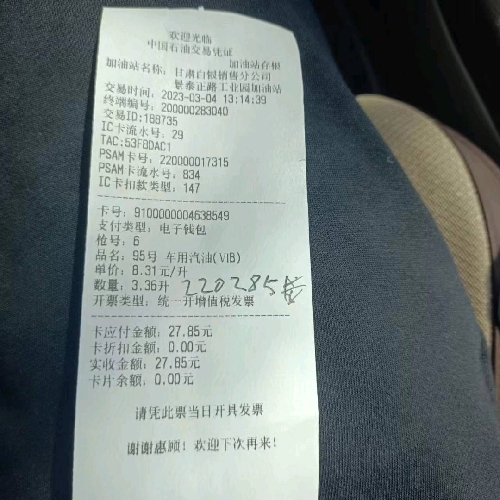 欢迎光临
中国石油交易凭证
加油站存根
加油站名称: 甘肃白银销售分公司
景泰正路工业园加油站
交易时间: 2023-03-04 13:14:39
终端编号: 200000283040
交易ID:188735
IC卡流水号: 29
TAC:53F8DAC1
PSAM卡号: 220000017315
PSAM卡流水号: 834
IC卡扣款类型: 147
卡号: 9100000004638549
支付类型: 电子钱包
枪号: 6
品名: 95号 车用汽油(VIB)
单价: 8.31元/升
数量: 3.36升 220285
开票类型: 统一开增值税发票
卡应付金额: 27.85元
卡折扣金额: 0.00元
实收金额: 27.85元
卡片余额: 0.00元
请凭此票当日开具发票
谢谢惠顾! 欢迎下次再来!